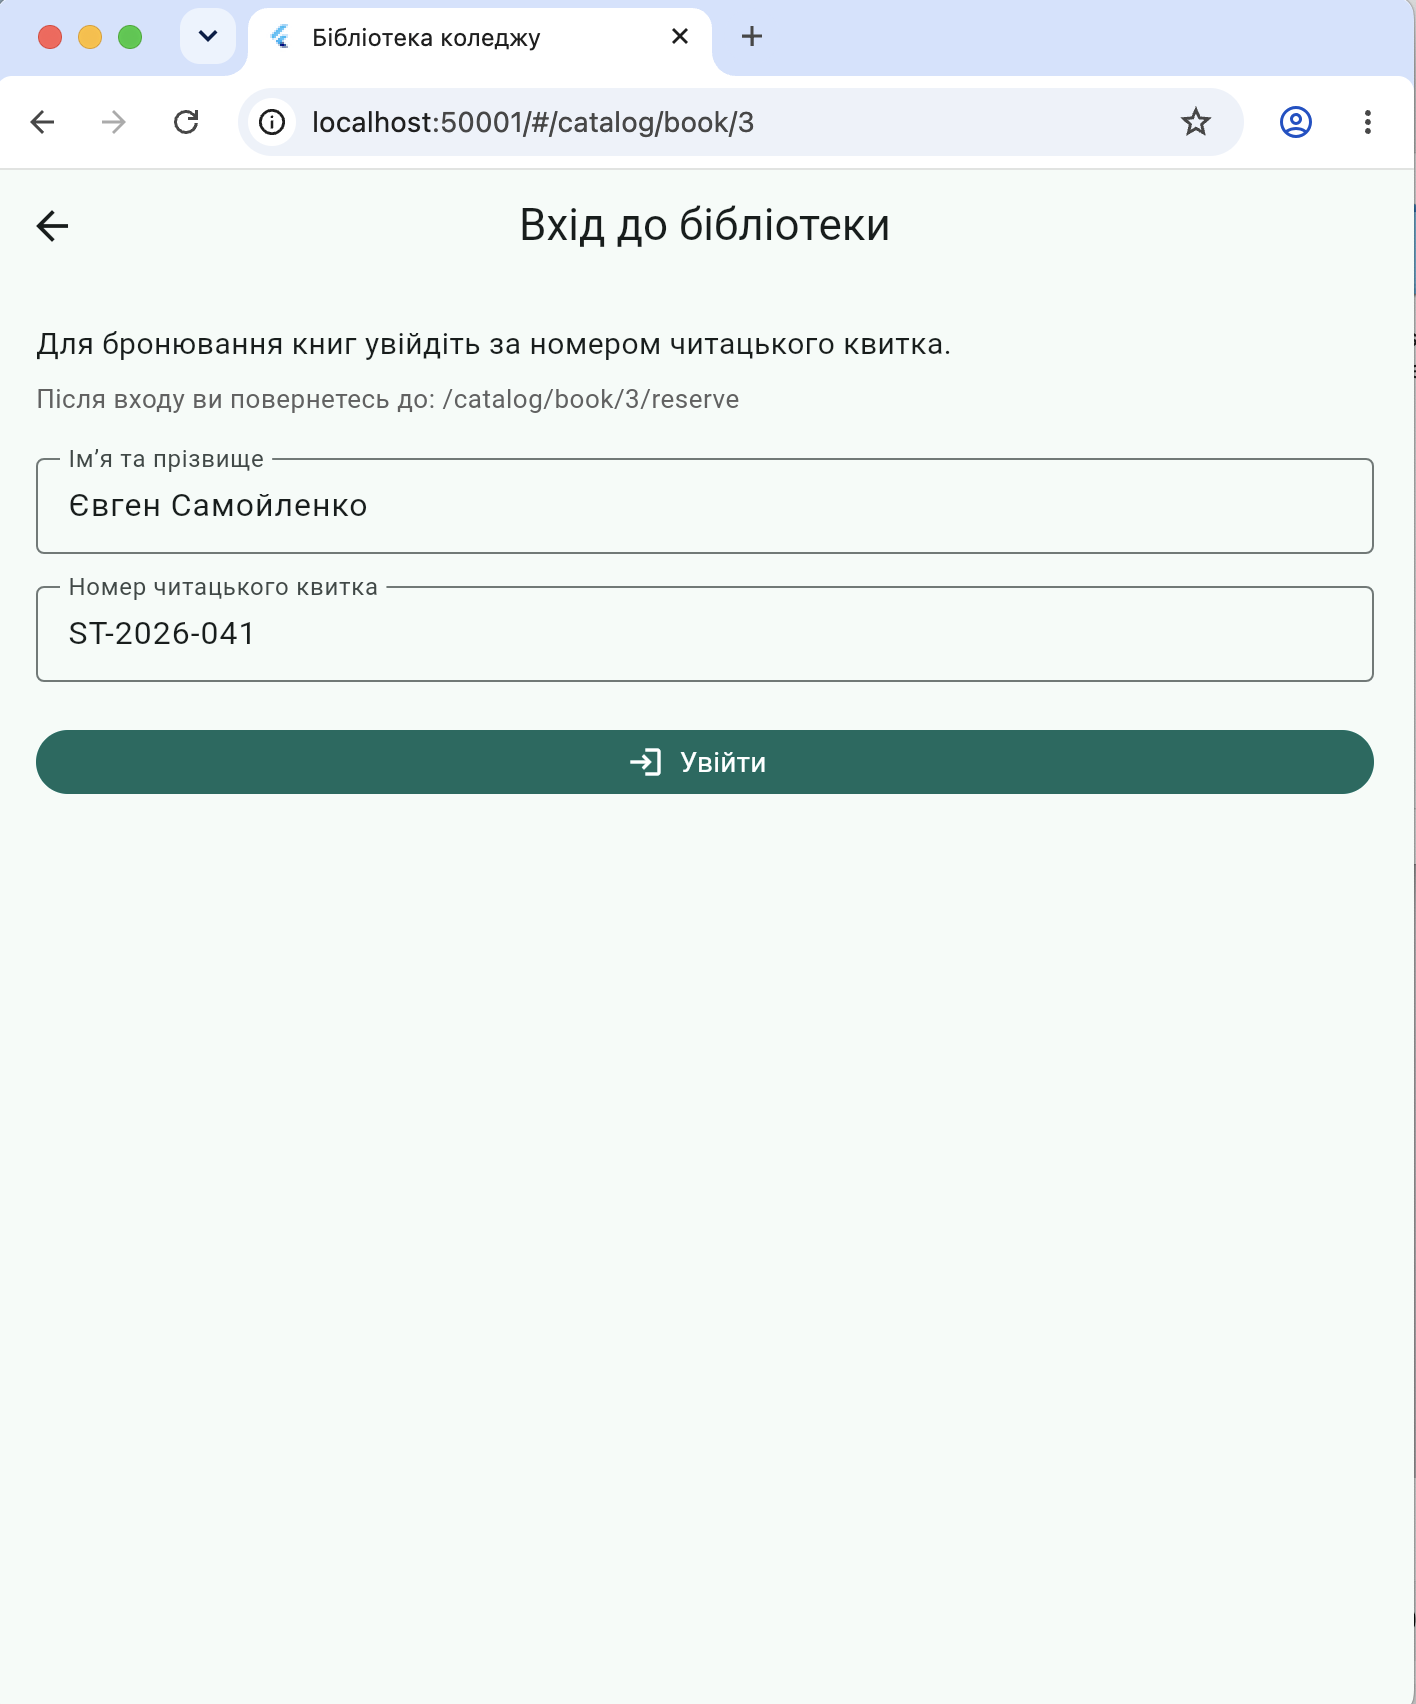 Бібліотека коледжу
localhost:50001/#/catalog/book/3
Вхід до бібліотеки
Для бронювання книг увійдіть за номером читацького квитка.
Після входу ви повернетесь до: /catalog/book/3/reserve
Ім’я та прізвище
Євген Самойленко
Номер читацького квитка
ST-2026-041
Увійти